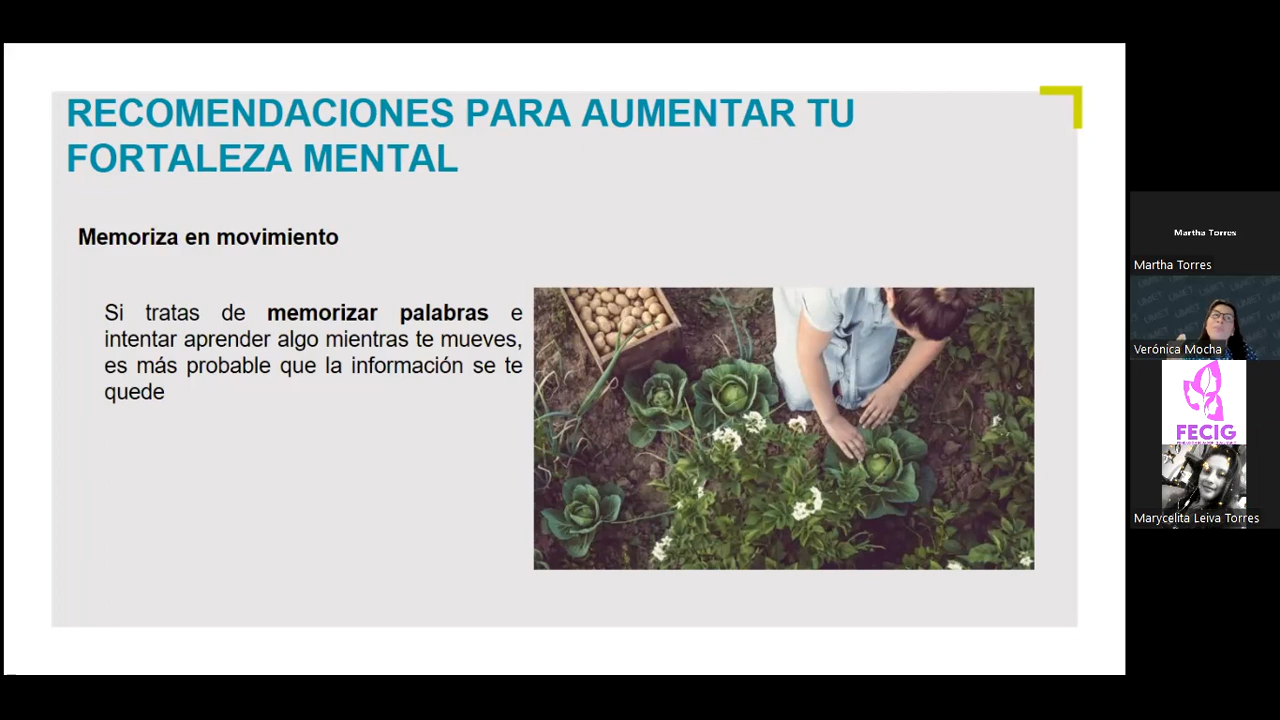 RECOMENDACIONES PARA AUMENTAR TU
FORTALEZA MENTAL
Memoriza en movimiento
Si tratas de memorizar palabras e
intentar aprender algo mientras te mueves,
es más probable que la información se te
quede
Martha Torres
Martha Torres
Verónica Mocha
FECIG
Marycelita Leiva Torres